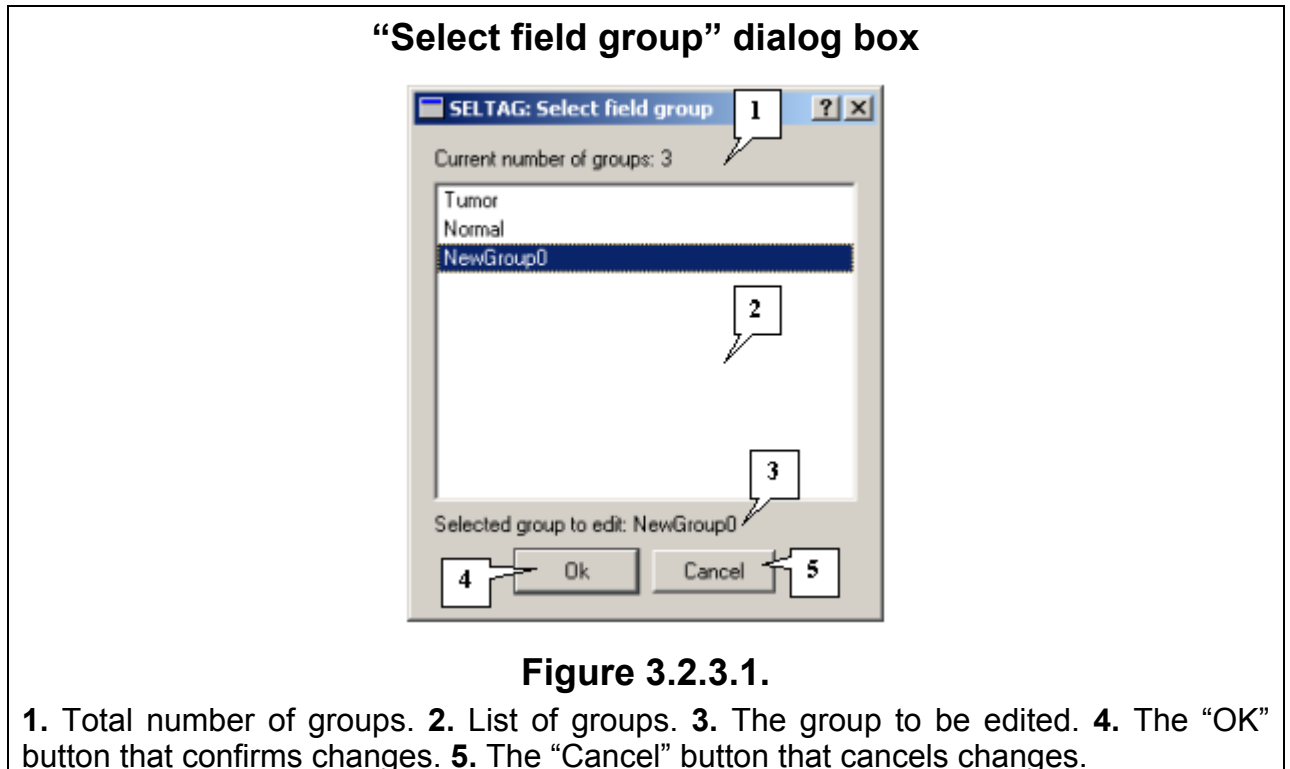 “Select field group” dialog box
SELTAG: Select field group
1
? ×
Current number of groups: 3
Tumor
Normal
NewGroup0
2
3
Selected group to edit: NewGroup0
4
Ok
Cancel
5
Figure 3.2.3.1.
1. Total number of groups. 2. List of groups. 3. The group to be edited. 4. The “OK”
button that confirms changes. 5. The “Cancel” button that cancels changes.